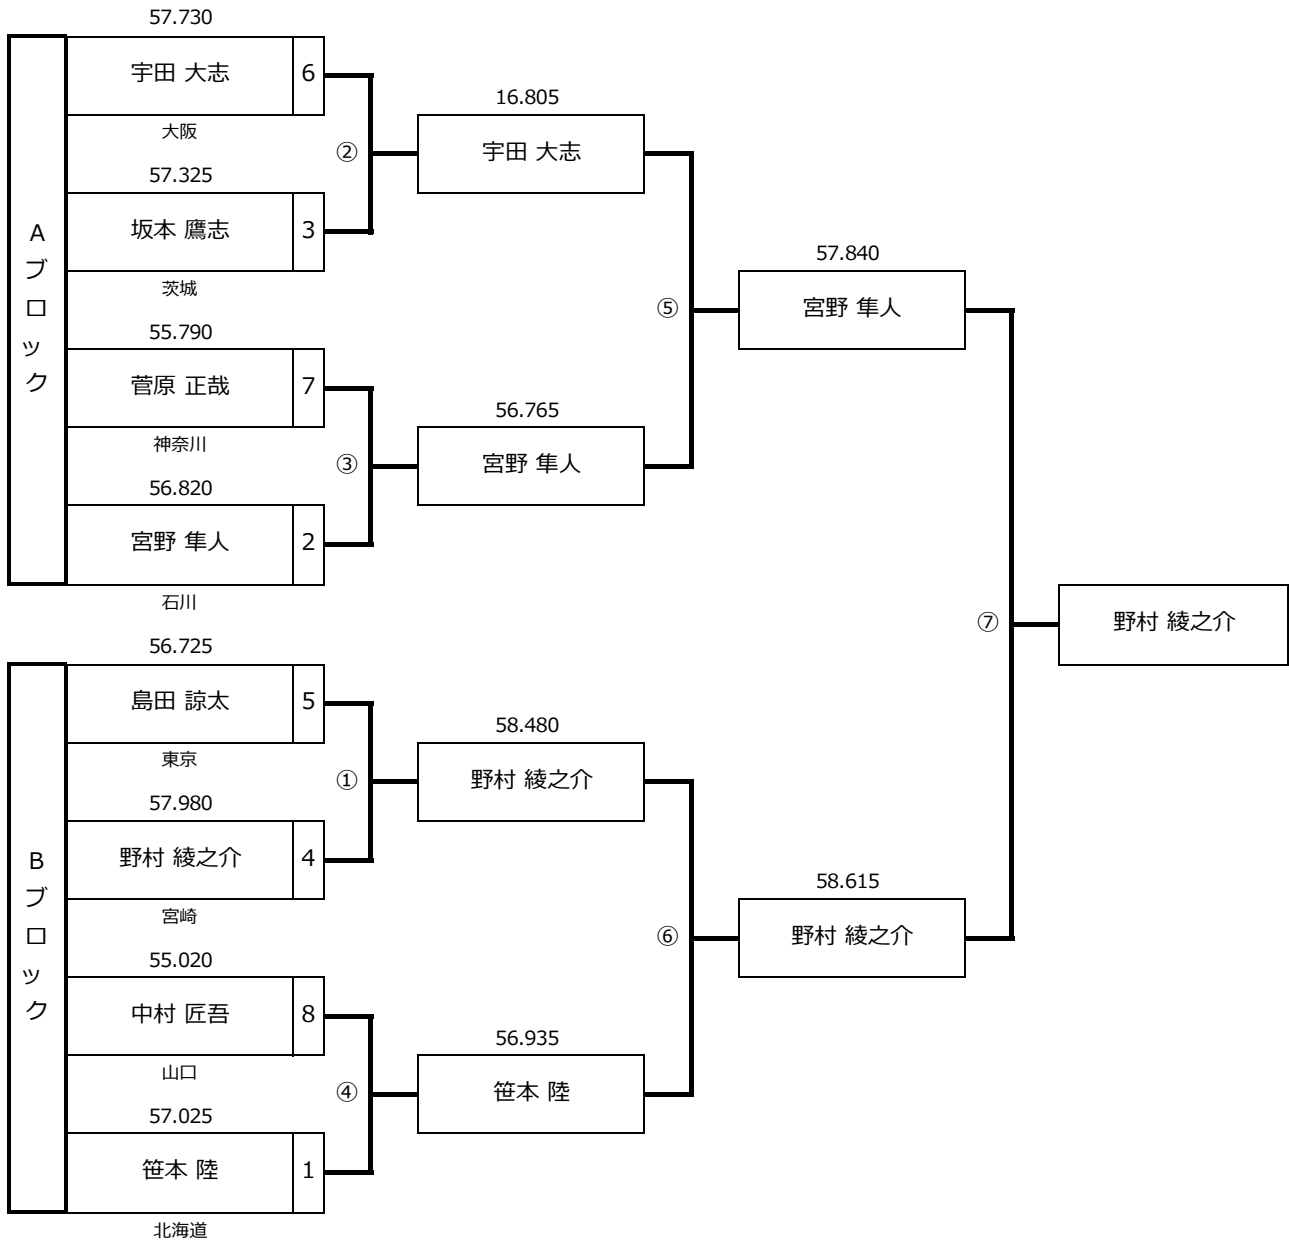 57.730
Aブロック
宇田 大志 6
大阪
57.325
坂本 鷹志 3
茨城
55.790
菅原 正哉 7
神奈川
56.820
宮野 隼人 2
石川
②
③
16.805
宇田 大志
56.765
宮野 隼人
⑤
57.840
宮野 隼人
56.725
Bブロック
島田 諒太 5
東京
57.980
野村 綾之介 4
宮崎
55.020
中村 匠吾 8
山口
57.025
笹本 陸 1
北海道
①
④
58.480
野村 綾之介
56.935
笹本 陸
⑥
58.615
野村 綾之介
⑦
野村 綾之介